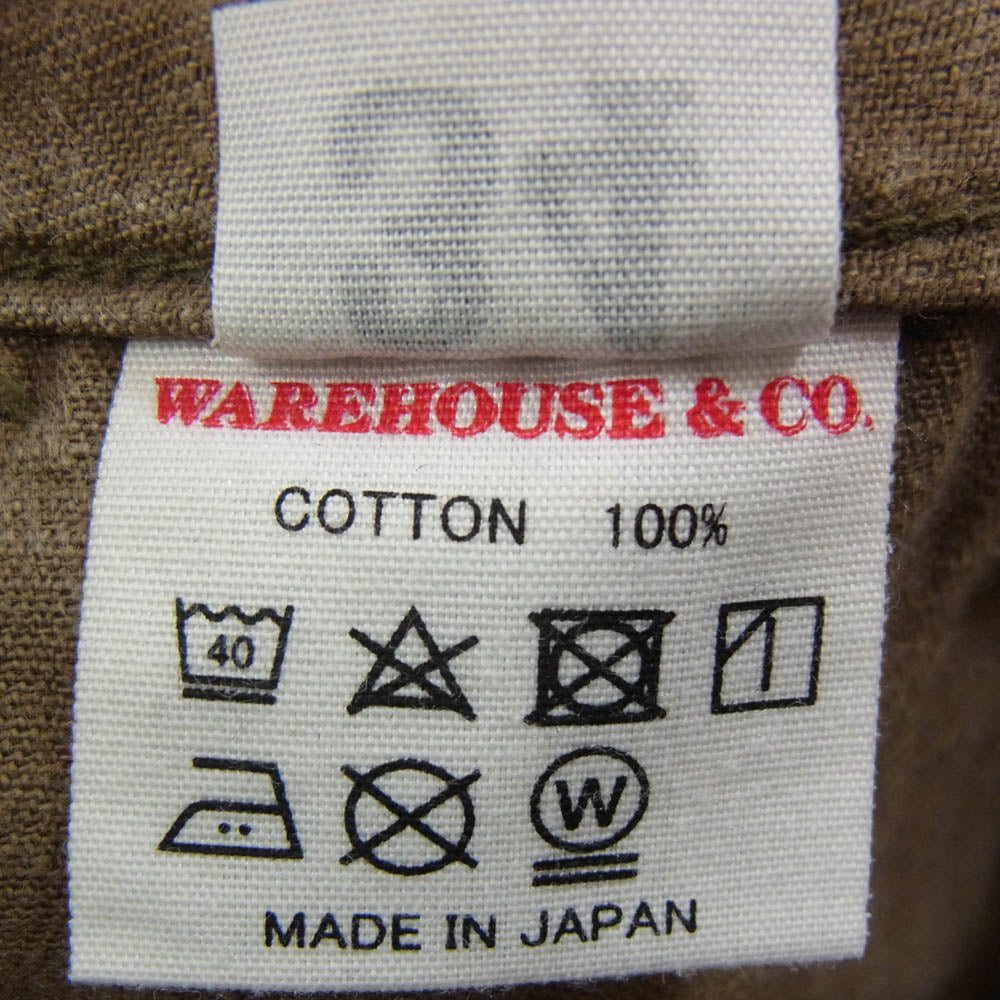 WAREHOUSE & CO.
COTTON 100%
40
W
MADE IN JAPAN